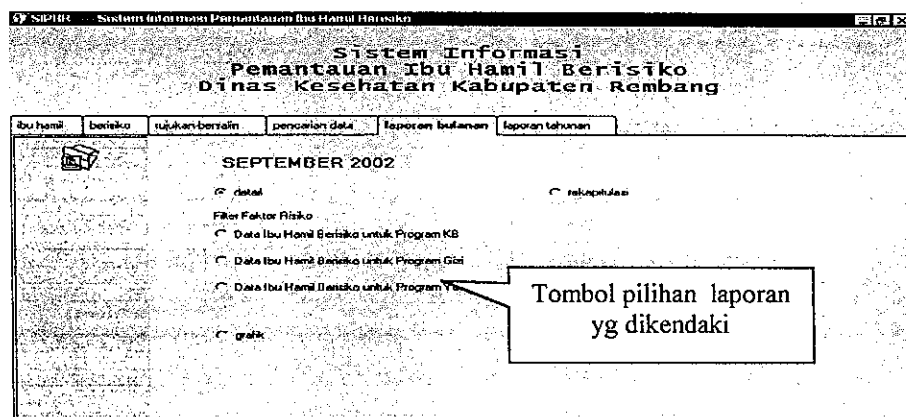 SIPBR --- Sistem Informasi Pemantauan Ibu Hamil Berisiko
Sistem Informasi
Pemantauan Ibu Hamil Berisiko
Dinas Kesehatan Kabupaten Rembang
ibu hamil berisiko rujukan bersalin pencarian data laporan bulanan laporan tahunan
SEPTEMBER 2002
detail rekapitulasi
Filter Faktor Risiko
Data Ibu Hamil Berisiko untuk Program KB
Data Ibu Hamil Berisiko untuk Program Gizi
Data Ibu Hamil Berisiko untuk Program
grafik
Tombol pilihan laporan
yg dikendaki